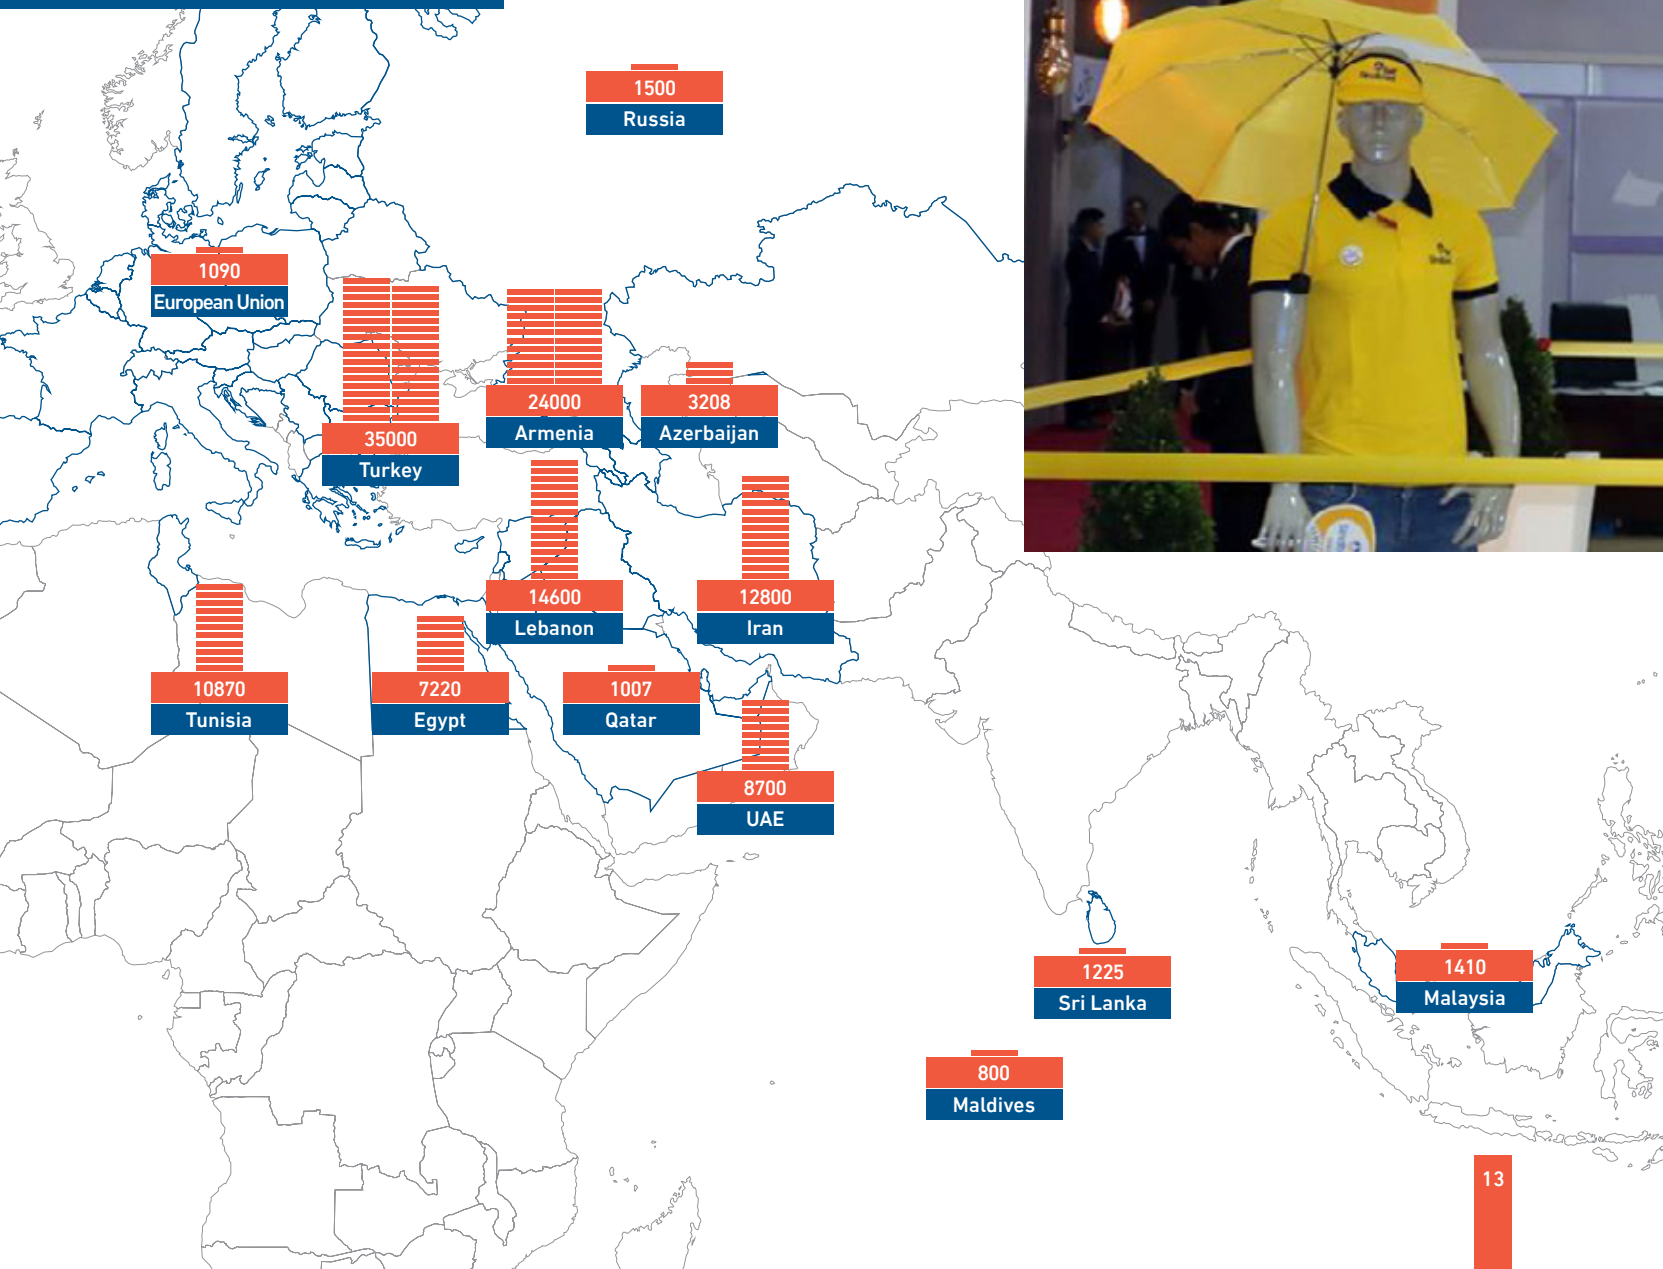 1500
Russia
1090
European Union
35000
Turkey
24000
Armenia
3208
Azerbaijan
14600
Lebanon
12800
Iran
10870
Tunisia
7220
Egypt
1007
Qatar
8700
UAE
1225
Sri Lanka
1410
Malaysia
800
Maldives
13